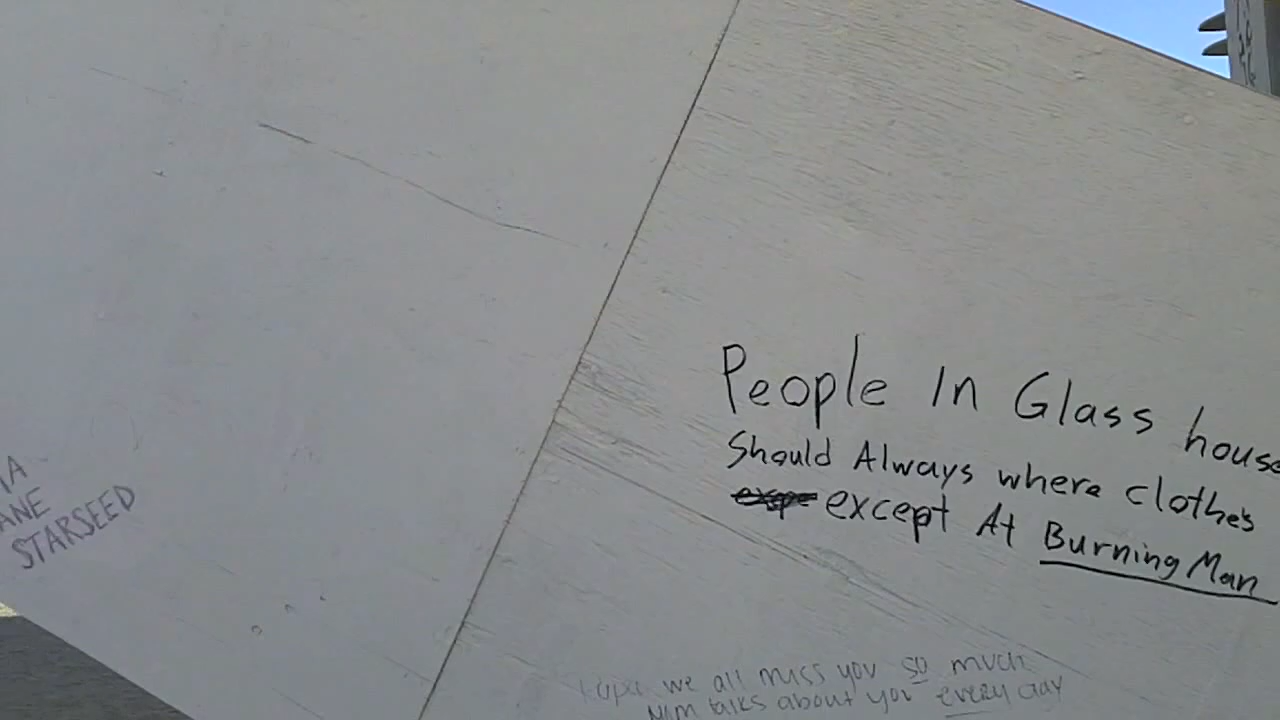 People In Glass house
Should Always where clothes
except At Burning Man
IA
ANE
STARSEED
we all miss you so much
talks about you every day